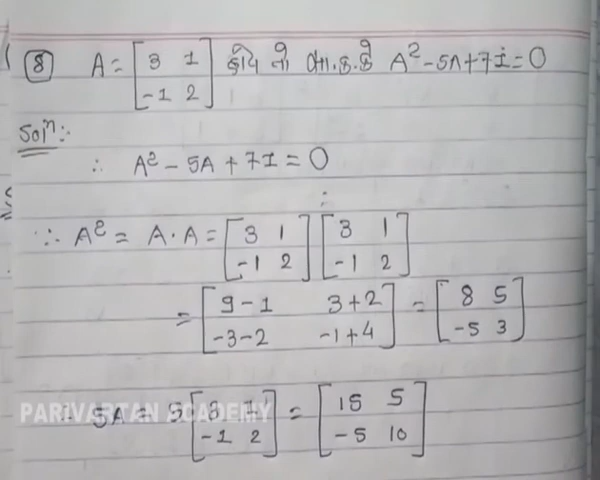 8 A = [3 1 -1 2] होय तो सा.क.के A² - 5A + 7I = 0
Solⁿ :-
∴ A² - 5A + 7I = 0
∵ A² = A·A = [3 1 -1 2] [3 1 -1 2]
= [9-1 3+2 -3-2 -1+4] = [8 5 -5 3]
∴ 5A = 5 [3 1 -1 2] = [15 5 -5 10]
PARIVARTAN ACADEMY